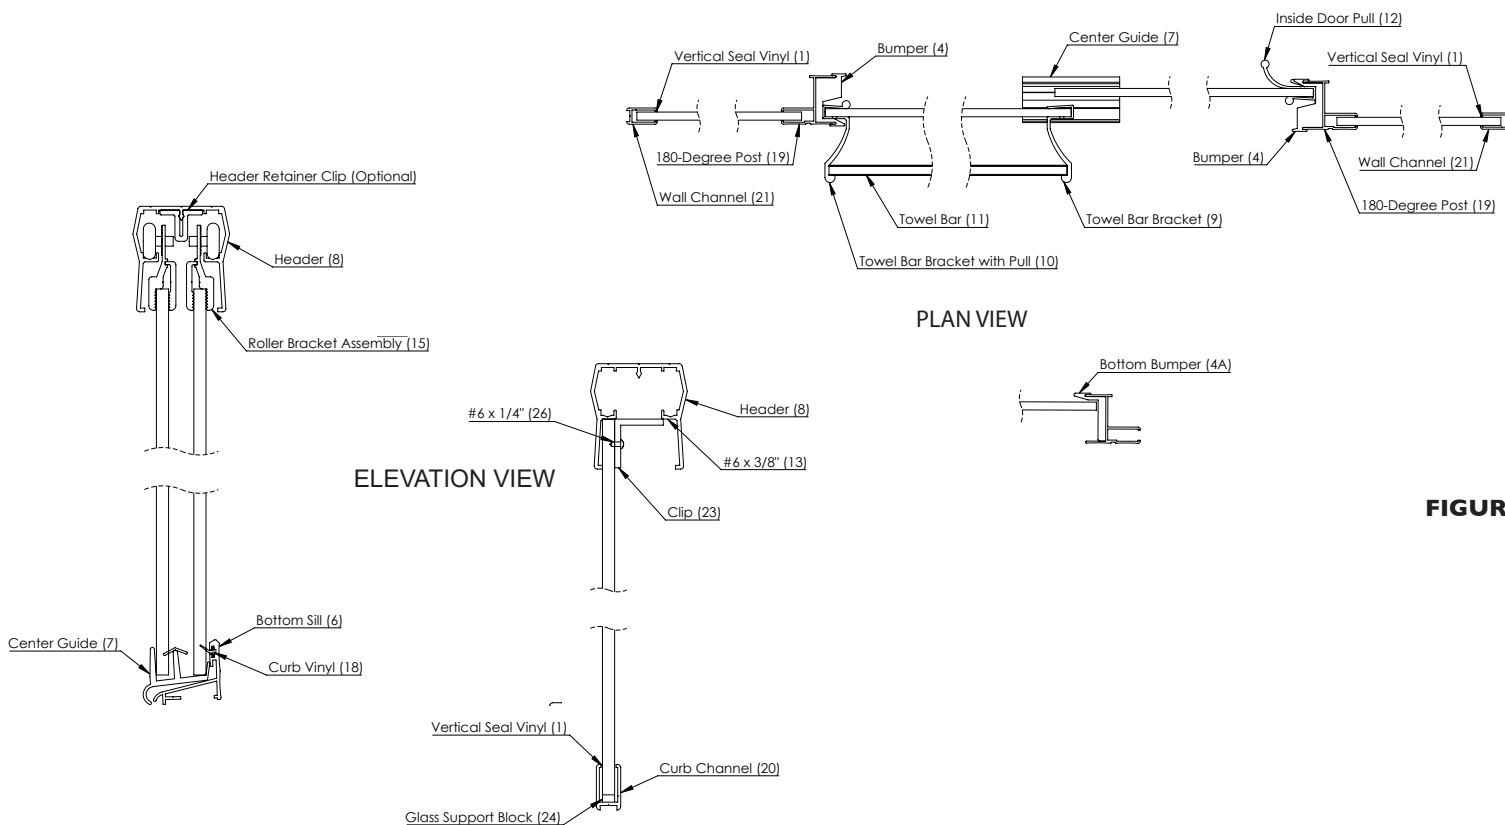 Inside Door Pull (12)
Center Guide (7)
Bumper (4)
Vertical Seal Vinyl (1)
Vertical Seal Vinyl (1)
180-Degree Post (19)
Bumper (4)
Wall Channel (21)
Wall Channel (21)
180-Degree Post (19)
Towel Bar (11)
Towel Bar Bracket (9)
Towel Bar Bracket with Pull (10)
PLAN VIEW
Header Retainer Clip (Optional)
Header (8)
Roller Bracket Assembly (15)
Bottom Bumper (4A)
#6 x 1/4" (26)
Header (8)
#6 x 3/8" (13)
ELEVATION VIEW
Clip (23)
FIGUR
Bottom Sill (6)
Center Guide (7)
Curb Vinyl (18)
Vertical Seal Vinyl (1)
Curb Channel (20)
Glass Support Block (24)